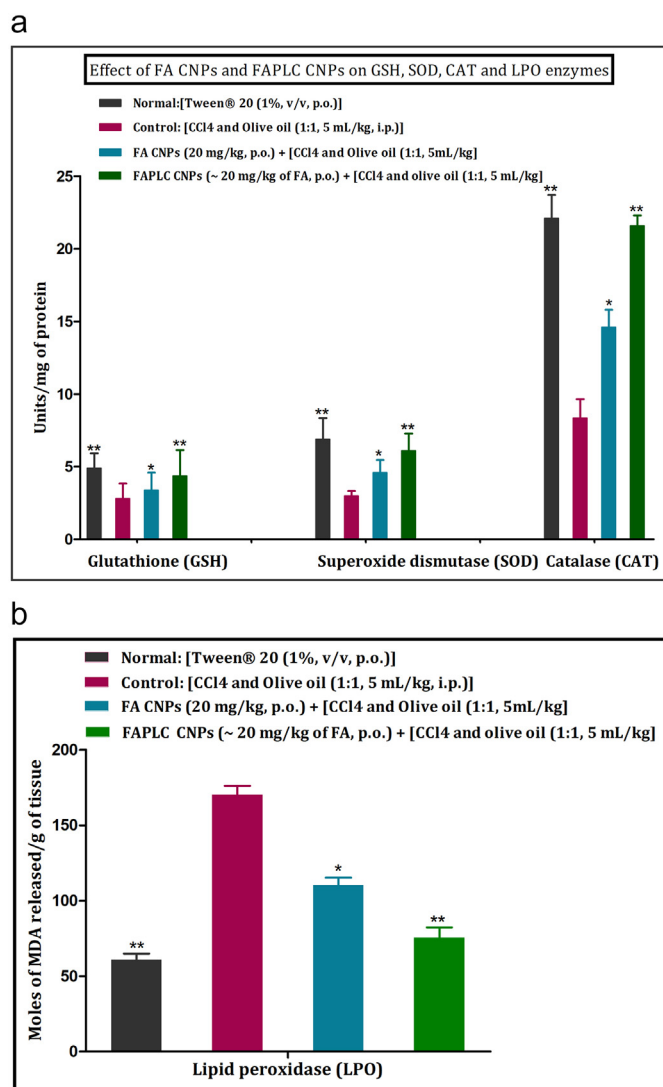 a
Effect of FA CNPs and FAPLC CNPs on GSH, SOD, CAT and LPO enzymes
Normal:[Tween® 20 (1%, v/v, p.o.)]
Control: [CCl4 and Olive oil (1:1, 5 mL/kg, i.p.)]
FA CNPs (20 mg/kg, p.o.) + [CCl4 and Olive oil (1:1, 5mL/kg]
FAPLC CNPs (~ 20 mg/kg of FA, p.o.) + [CCl4 and olive oil (1:1, 5 mL/kg]
Units/mg of protein
25
20
15
10
5
0
** * **
** * **
** * **
Glutathione (GSH) Superoxide dismutase (SOD) Catalase (CAT)
b
Normal: [Tween® 20 (1%, v/v, p.o.)]
Control: [CCl4 and Olive oil (1:1, 5 mL/kg, i.p.)]
FA CNPs (20 mg/kg, p.o.) + [CCl4 and Olive oil (1:1, 5mL/kg]
FAPLC CNPs (~ 20 mg/kg of FA, p.o.) + [CCl4 and olive oil (1:1, 5 mL/kg]
Moles of MDA released/g of tissue
200
150
100
50
0
** * **
Lipid peroxidase (LPO)